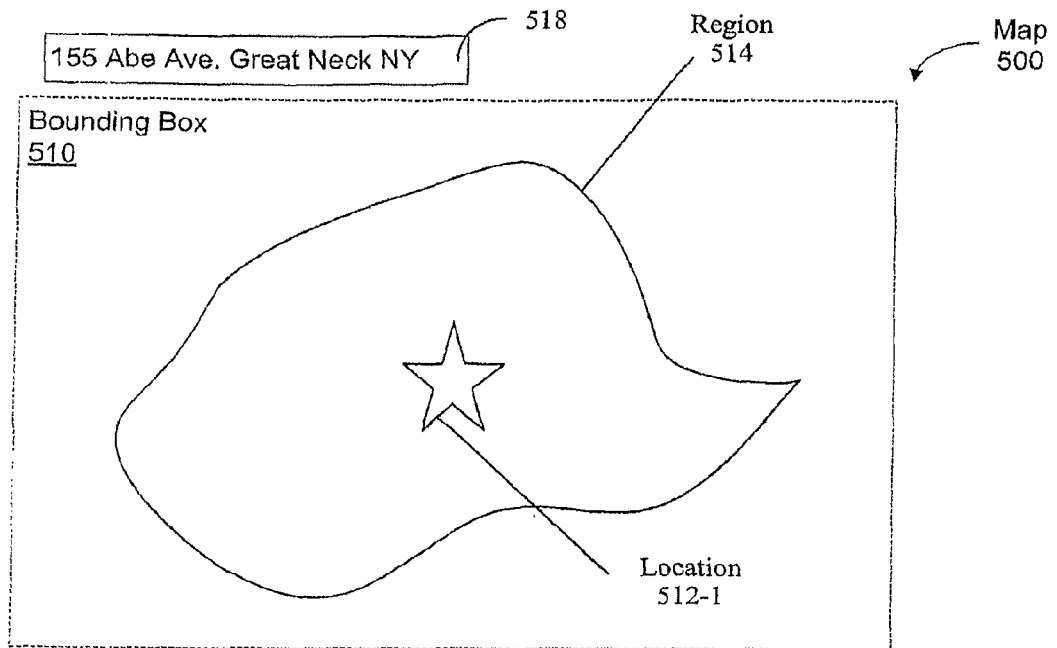 518
Region
514
Map
500
155 Abe Ave. Great Neck NY
Bounding Box
510
Location
512-1